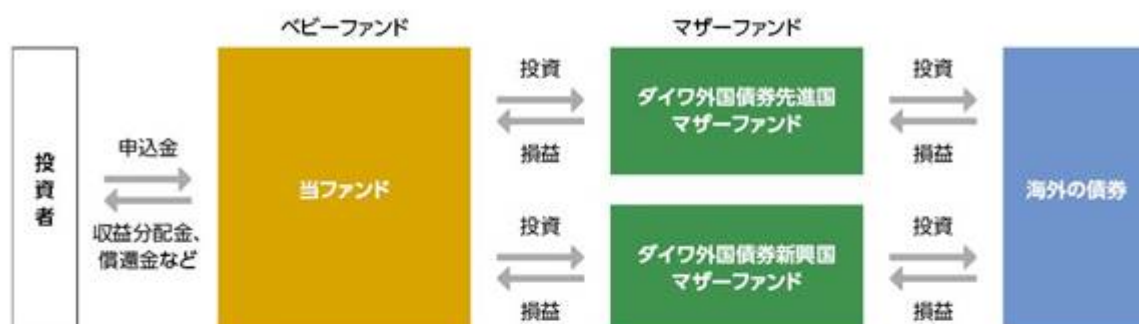 ベビーファンド
マザーファンド
投資者
申込金
収益分配金、
償還金など
当ファンド
投資
損益
ダイワ外国債券先進国
マザーファンド
投資
損益
投資
損益
ダイワ外国債券新興国
マザーファンド
投資
損益
海外の債券